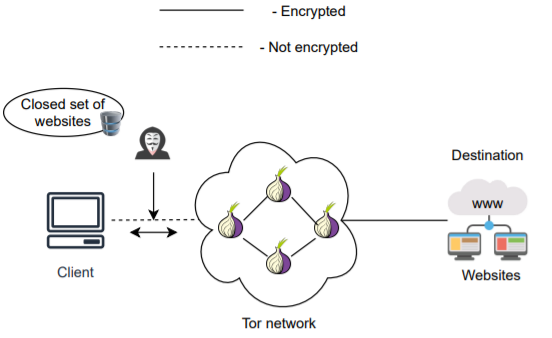 - Encrypted
- Not encrypted
Closed set of
websites
Destination
www
Client
Websites
Tor network